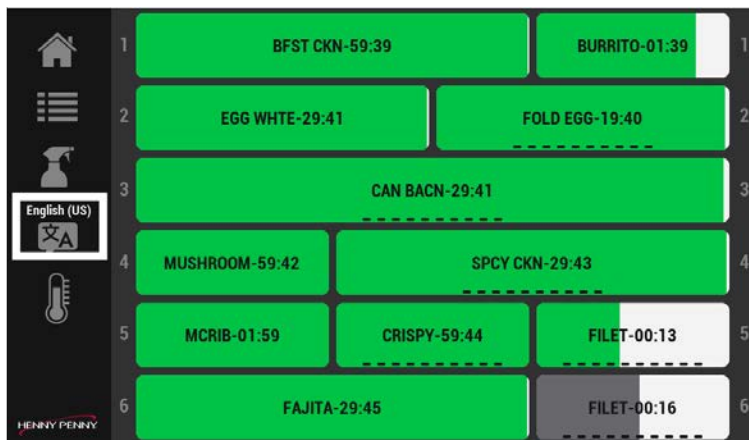 1 BFST CKN-59:39 BURRITO-01:39 1
2 EGG WHTE-29:41 FOLD EGG-19:40 2
3 CAN BACN-29:41 3
English (US)
文A
4 MUSHROOM-59:42 SPCY CKN-29:43 4
5 MCRIB-01:59 CRISPY-59:44 FILET-00:13 5
6 FAJITA-29:45 FILET-00:16 6
HENNY PENNY